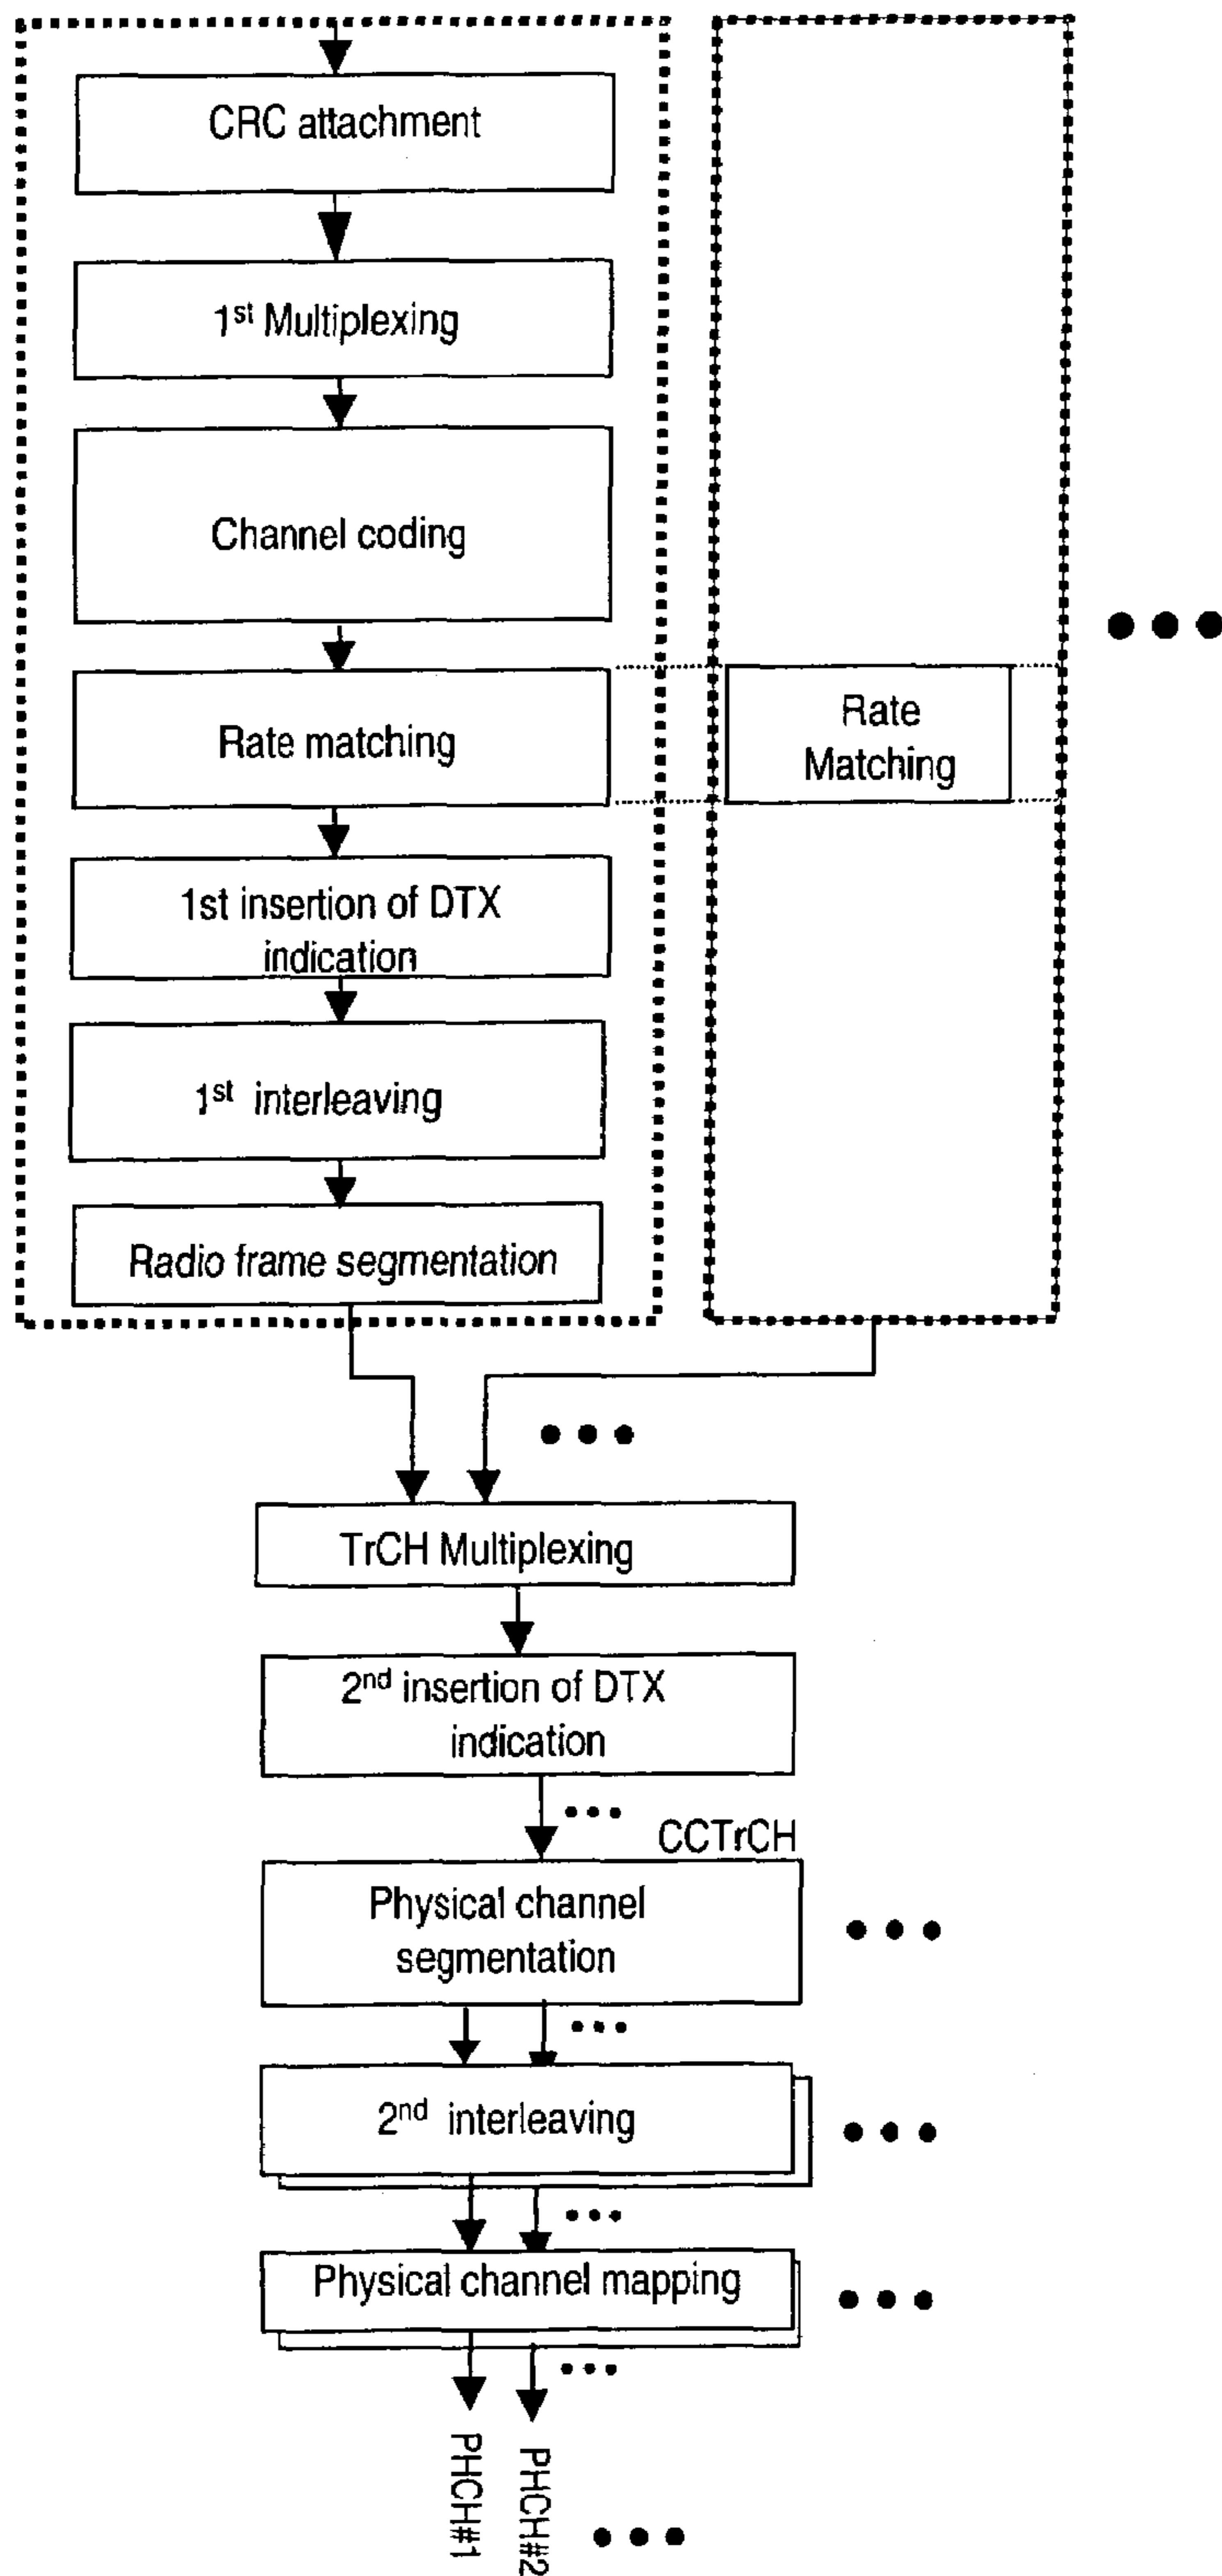 CRC attachment
1st Multiplexing
Channel coding
Rate matching
Rate
Matching
1st insertion of DTX
indication
1st interleaving
Radio frame segmentation
TrCH Multiplexing
2nd insertion of DTX
indication
CCTrCH
Physical channel
segmentation
2nd interleaving
Physical channel mapping
PHCH#1
PHCH#2